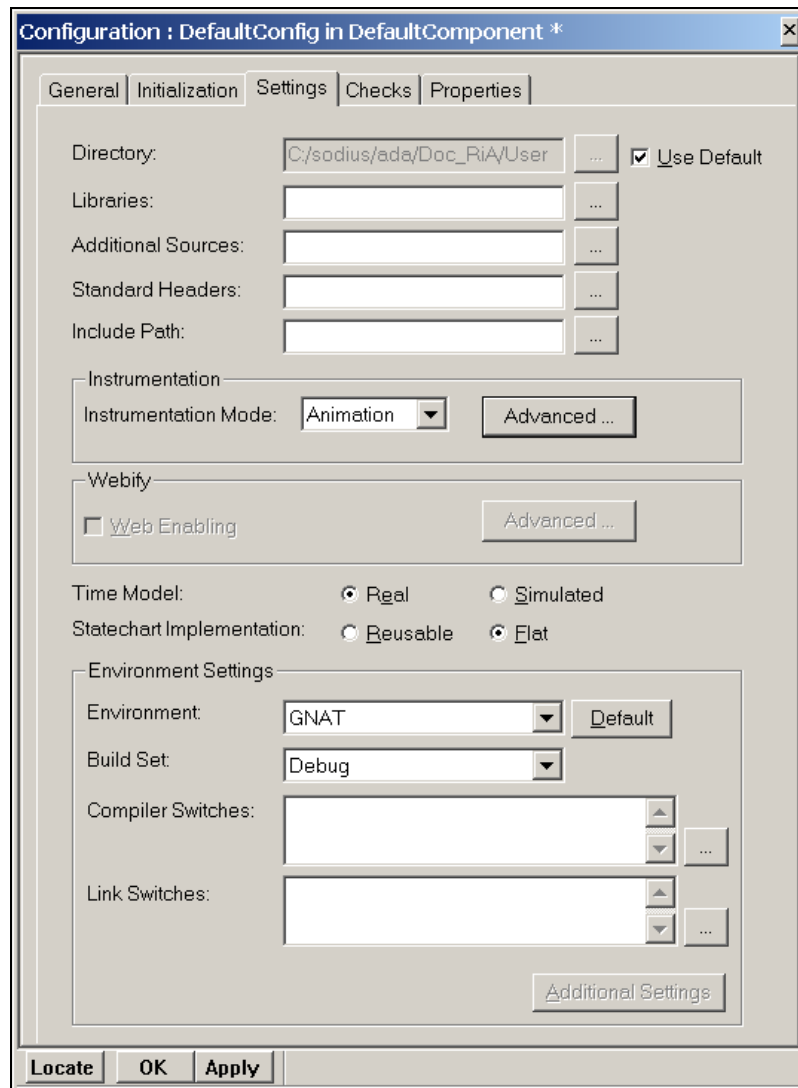 Configuration : DefaultConfig in DefaultComponent *
General Initialization Settings Checks Properties
Directory: C:/sodius/ada/Doc_RiA/User ... Use Default
Libraries: ...
Additional Sources: ...
Standard Headers: ...
Include Path: ...
Instrumentation
Instrumentation Mode: Animation Advanced ...
Webify
Web Enabling Advanced ...
Time Model: Real Simulated
Statechart Implementation: Reusable Flat
Environment Settings
Environment: GNAT Default
Build Set: Debug
Compiler Switches: ...
Link Switches: ...
Additional Settings
Locate OK Apply